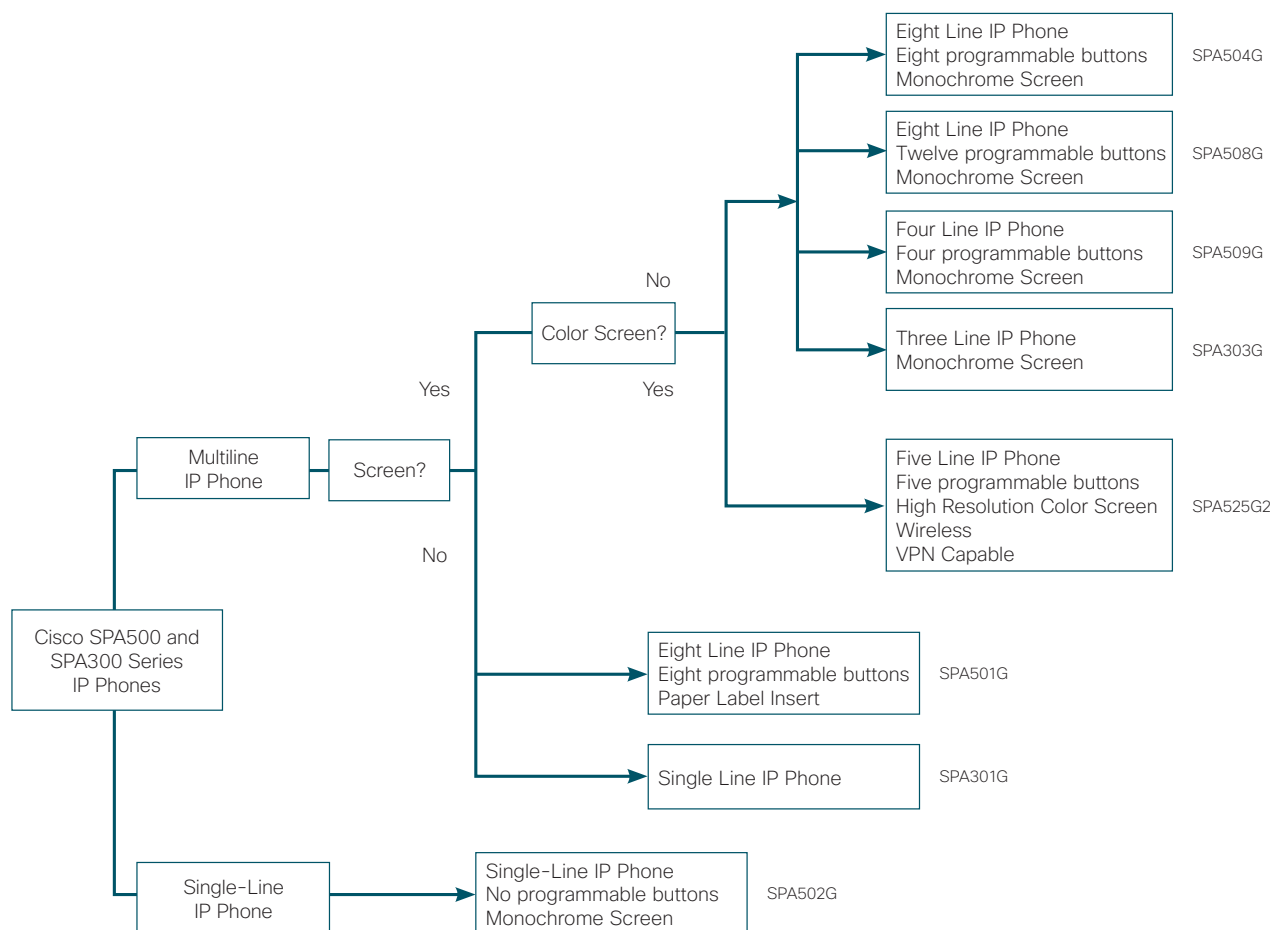 Eight Line IP Phone
Eight programmable buttons
Monochrome Screen
SPA504G
Eight Line IP Phone
Twelve programmable buttons
Monochrome Screen
SPA508G
Four Line IP Phone
Four programmable buttons
Monochrome Screen
SPA509G
No
Color Screen?
Three Line IP Phone
Monochrome Screen
SPA303G
Yes
Yes
Multiline
IP Phone
Screen?
Five Line IP Phone
Five programmable buttons
High Resolution Color Screen
Wireless
VPN Capable
SPA525G2
No
Cisco SPA500 and
SPA300 Series
IP Phones
Eight Line IP Phone
Eight programmable buttons
Paper Label Insert
SPA501G
Single Line IP Phone
SPA301G
Single-Line
IP Phone
Single-Line IP Phone
No programmable buttons
Monochrome Screen
SPA502G